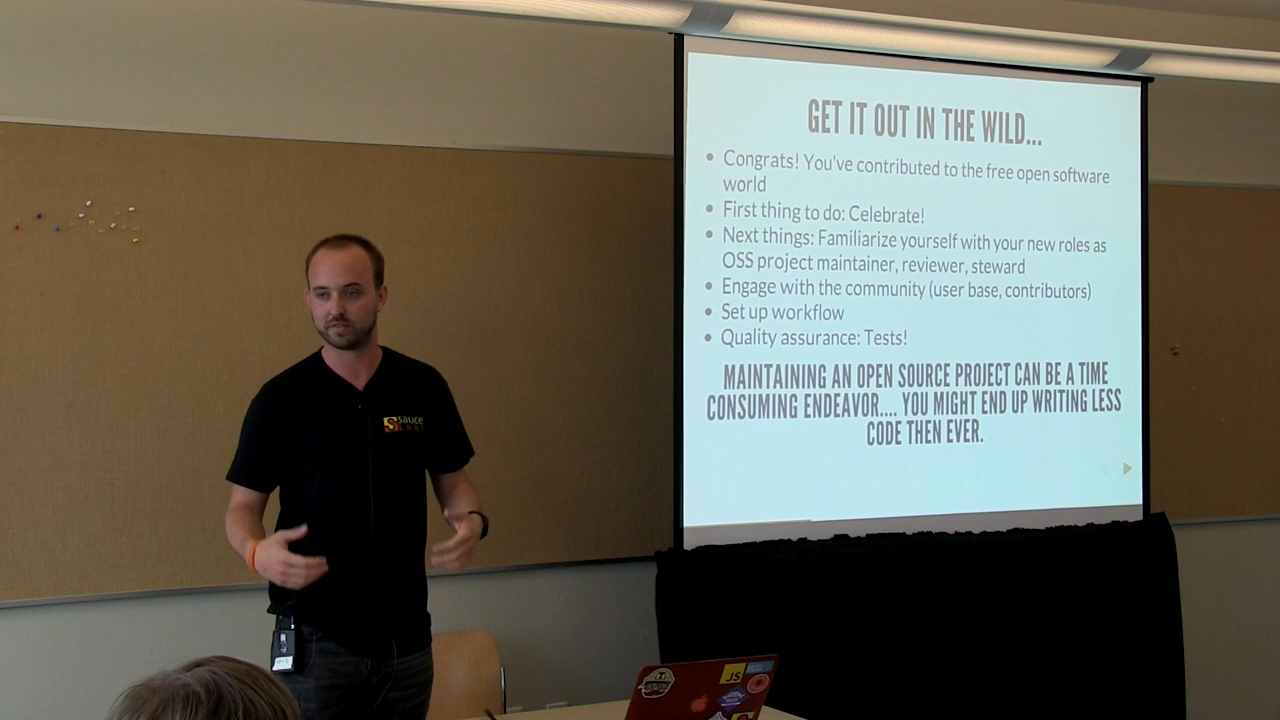 GET IT OUT IN THE WILD...
• Congrats! You've contributed to the free open software
world
• First thing to do: Celebrate!
• Next things: Familiarize yourself with your new roles as
OSS project maintainer, reviewer, steward
• Engage with the community (user base, contributors)
• Set up workflow
• Quality assurance: Tests!
MAINTAINING AN OPEN SOURCE PROJECT CAN BE A TIME
CONSUMING ENDEAVOR.... YOU MIGHT END UP WRITING LESS
CODE THEN EVER.
S sauce
LABS
JS